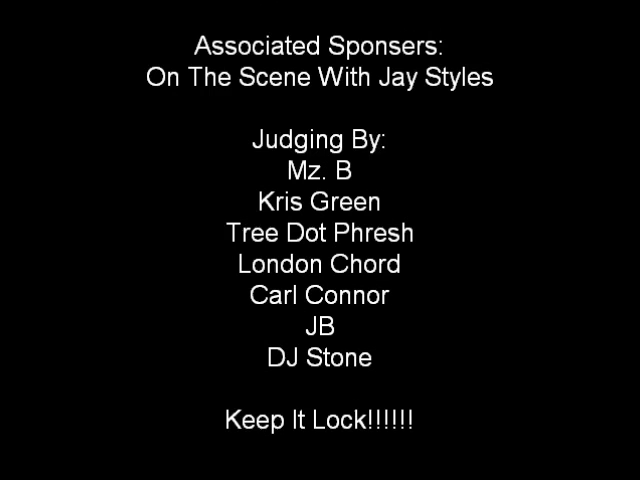 Associated Sponsers:
On The Scene With Jay Styles
Judging By:
Mz. B
Kris Green
Tree Dot Phresh
London Chord
Carl Connor
JB
DJ Stone
Keep It Lock!!!!!!